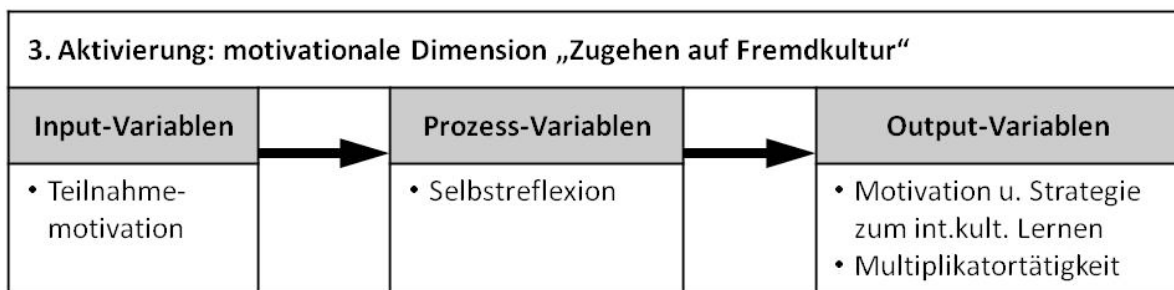 3. Aktivierung: motivationale Dimension „Zugehen auf Fremdkultur“
Input-Variablen
Prozess-Variablen
Output-Variablen
• Teilnahme-
motivation
• Selbstreflexion
• Motivation u. Strategie
zum int.kult. Lernen
• Multiplikatortätigkeit